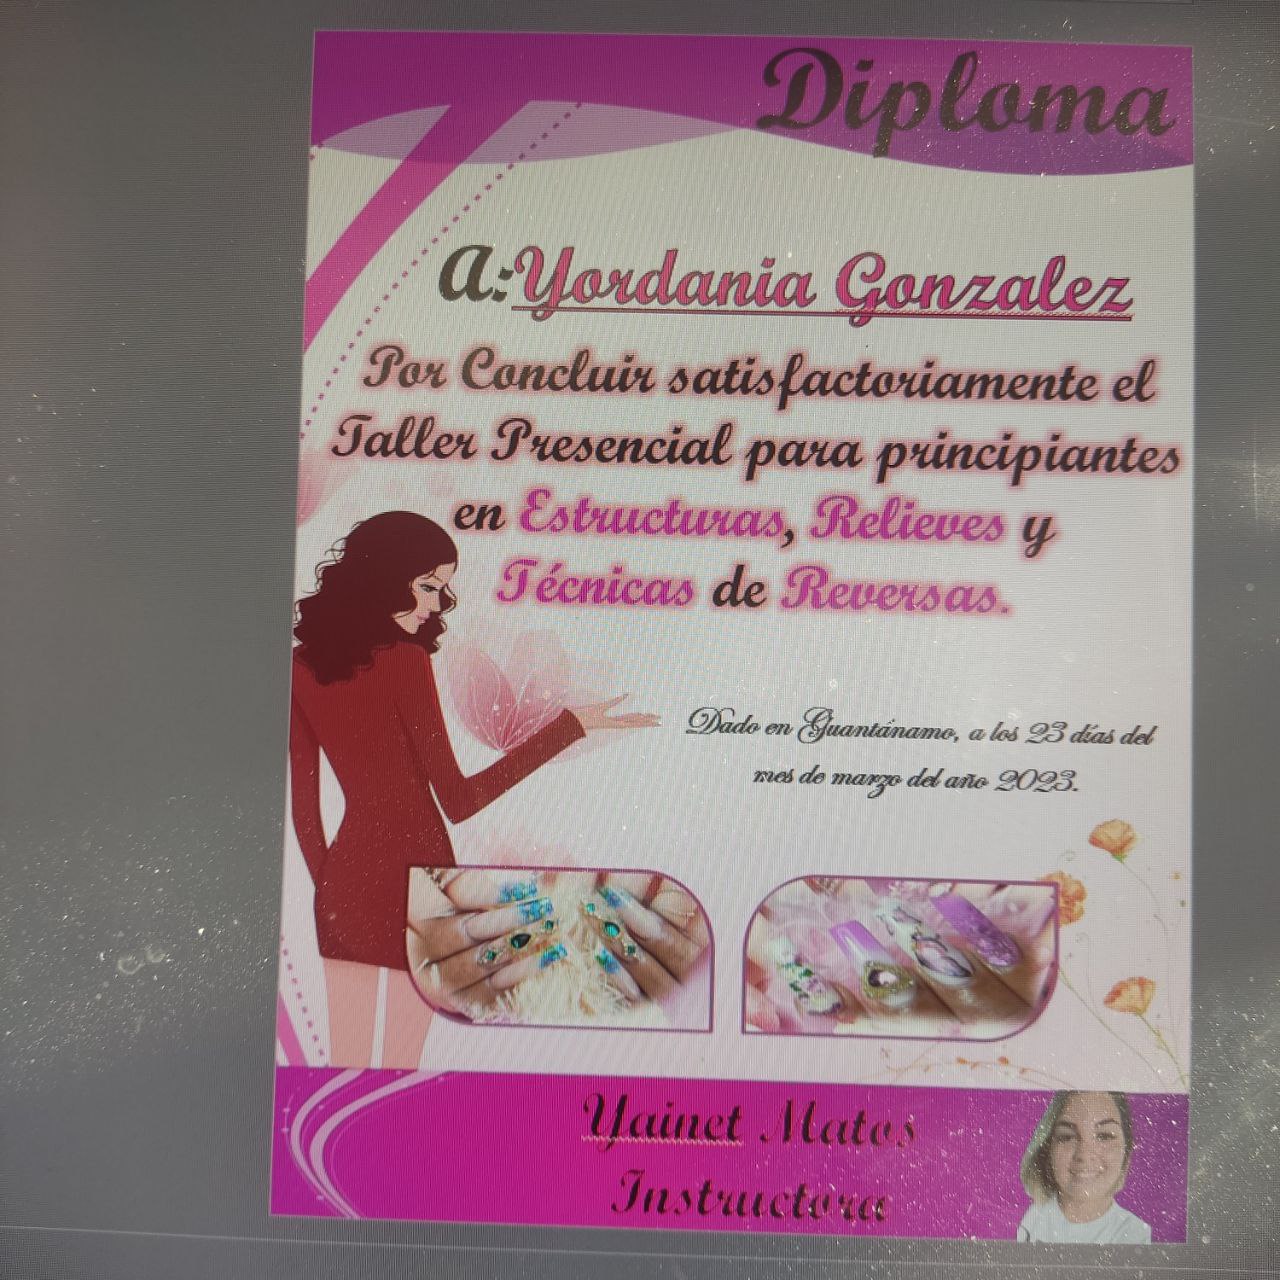 Diploma
A: Yordania Gonzalez
Por Concluir satisfactoriamente el
Taller Presencial para principiantes
en Estructuras, Relieves y
Técnicas de Reversas.
Dado en Guantánamo, a los 23 días del
mes de marzo del año 2023.
Yainet Matos
Instructora